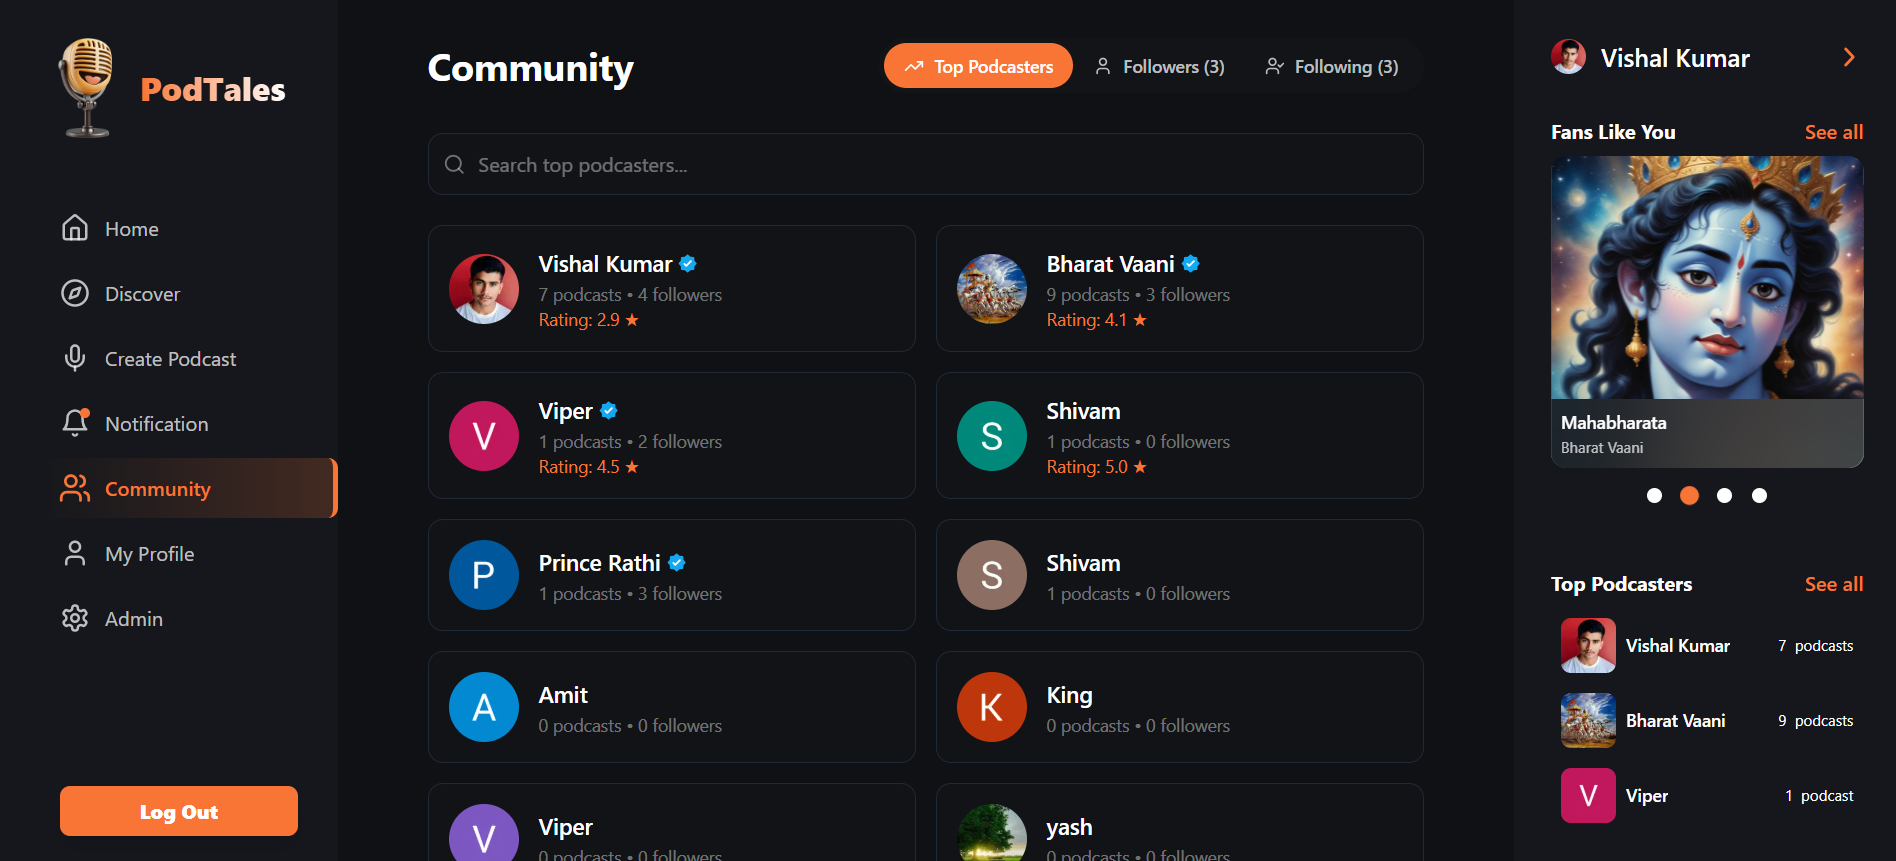 PodTales
Home
Discover
Create Podcast
Notification
Community
My Profile
Admin
Log Out
Community
Top Podcasters
Followers (3)
Following (3)
Search top podcasters...
Vishal Kumar
7 podcasts • 4 followers
Rating: 2.9 ★
Bharat Vaani
9 podcasts • 3 followers
Rating: 4.1 ★
V
Viper
1 podcasts • 2 followers
Rating: 4.5 ★
S
Shivam
1 podcasts • 0 followers
Rating: 5.0 ★
P
Prince Rathi
1 podcasts • 3 followers
S
Shivam
1 podcasts • 0 followers
A
Amit
0 podcasts • 0 followers
K
King
0 podcasts • 0 followers
V
Viper
0 podcasts • 0 followers
yash
0 podcasts • 0 followers
Vishal Kumar
Fans Like You
See all
Mahabharata
Bharat Vaani
Top Podcasters
See all
Vishal Kumar
7 podcasts
Bharat Vaani
9 podcasts
V
Viper
1 podcast